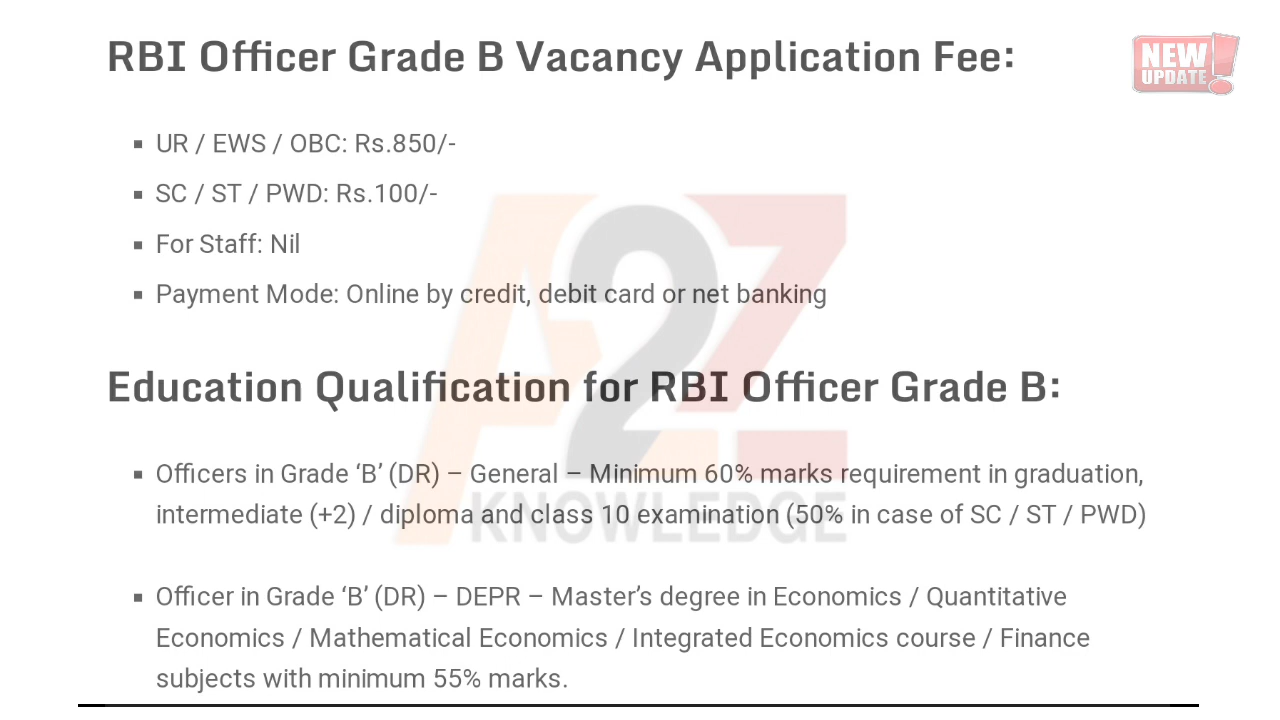 RBI Officer Grade B Vacancy Application Fee:
NEW
UPDATE
UR / EWS / OBC: Rs.850/-
SC / ST / PWD: Rs.100/-
For Staff: Nil
Payment Mode: Online by credit, debit card or net banking
A2Z
KNOWLEDGE
Education Qualification for RBI Officer Grade B:
Officers in Grade ‘B’ (DR) – General – Minimum 60% marks requirement in graduation,
intermediate (+2) / diploma and class 10 examination (50% in case of SC / ST / PWD)
Officer in Grade ‘B’ (DR) – DEPR – Master’s degree in Economics / Quantitative
Economics / Mathematical Economics / Integrated Economics course / Finance
subjects with minimum 55% marks.